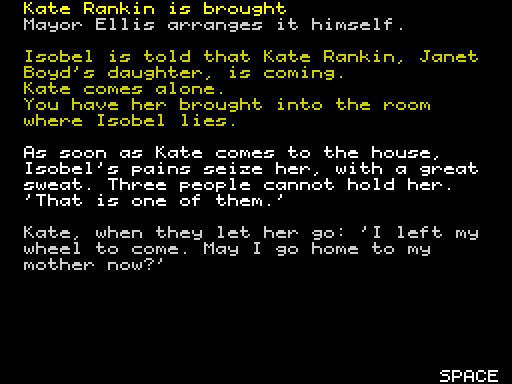 Kate Rankin is brought
Mayor Ellis arranges it himself.
Isobel is told that Kate Rankin, Janet
Boyd's daughter, is coming.
Kate comes alone.
You have her brought into the room
where Isobel lies.
As soon as Kate comes to the house,
Isobel's pains seize her, with a great
sweat. Three people cannot hold her.
'That is one of them.'
Kate, when they let her go: 'I left my
wheel to come. May I go home to my
mother now?'
SPACE